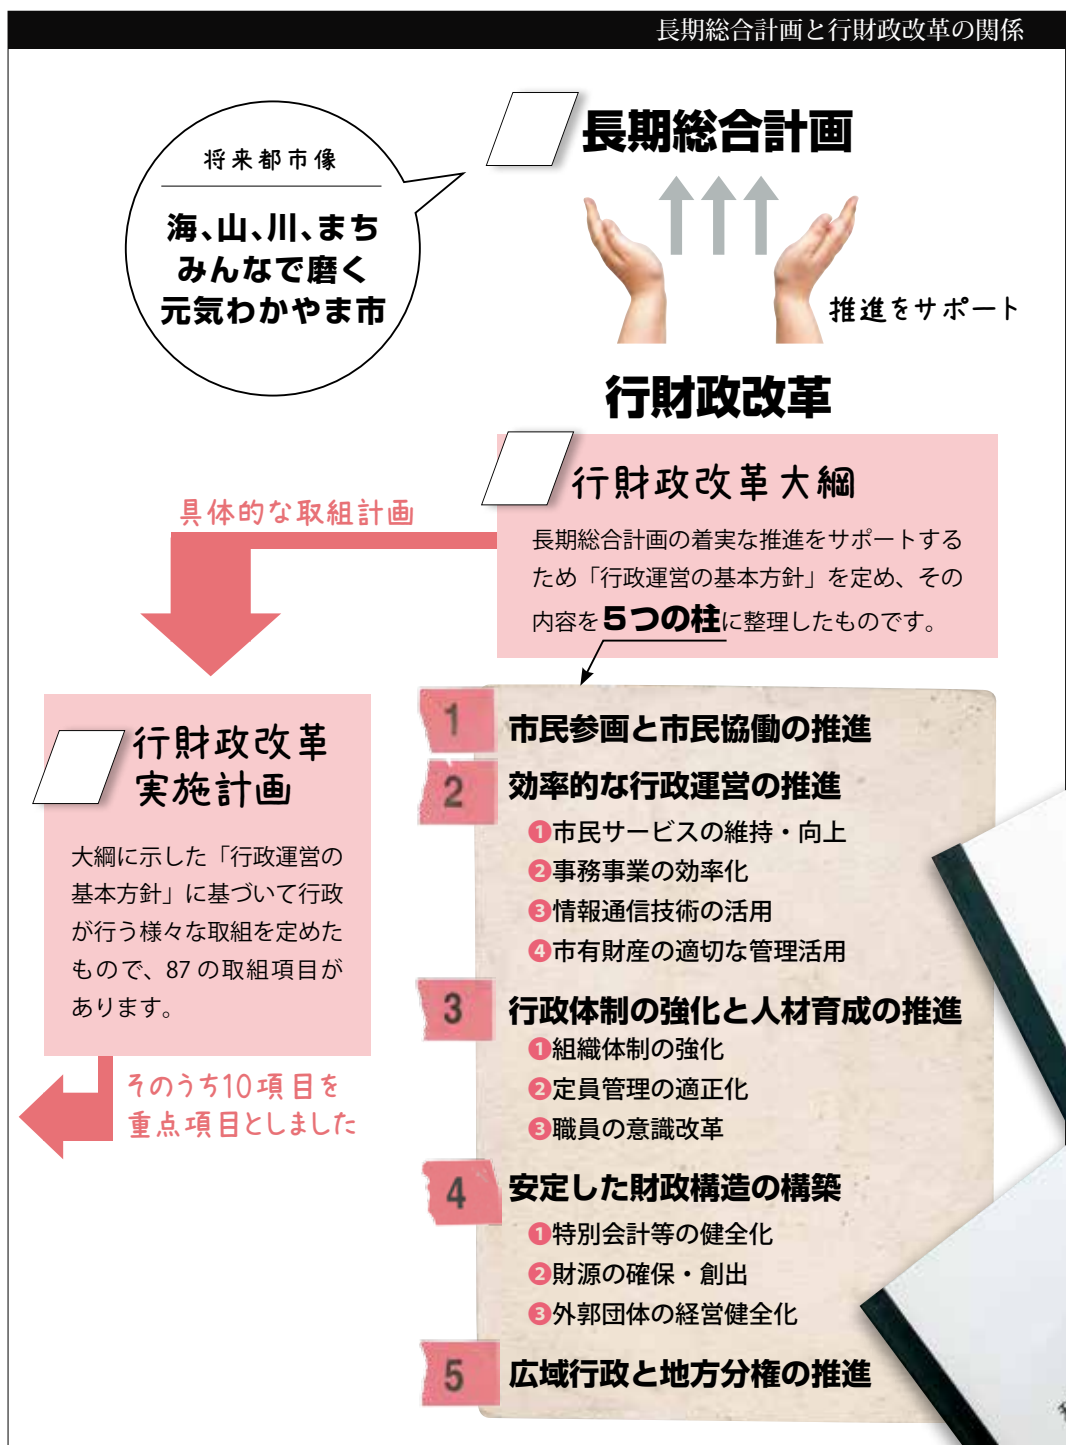 長期総合計画と行財政改革の関係
長期総合計画
将来都市像
海、山、川、まち
みんなで磨く
元気わかやま市
推進をサポート
行財政改革
行財政改革大綱
長期総合計画の着実な推進をサポートする
ため「行政運営の基本方針」を定め、その
内容を5つの柱に整理したものです。
具体的な取組計画
行財政改革
実施計画
大綱に示した「行政運営の
基本方針」に基づいて行政
が行う様々な取組を定めた
もので、87 の取組項目が
あります。
そのうち10項目を
重点項目としました
1 市民参画と市民協働の推進
2 効率的な行政運営の推進
❶市民サービスの維持・向上
❷事務事業の効率化
❸情報通信技術の活用
❹市有財産の適切な管理活用
3 行政体制の強化と人材育成の推進
❶組織体制の強化
❷定員管理の適正化
❸職員の意識改革
4 安定した財政構造の構築
❶特別会計等の健全化
❷財源の確保・創出
❸外郭団体の経営健全化
5 広域行政と地方分権の推進